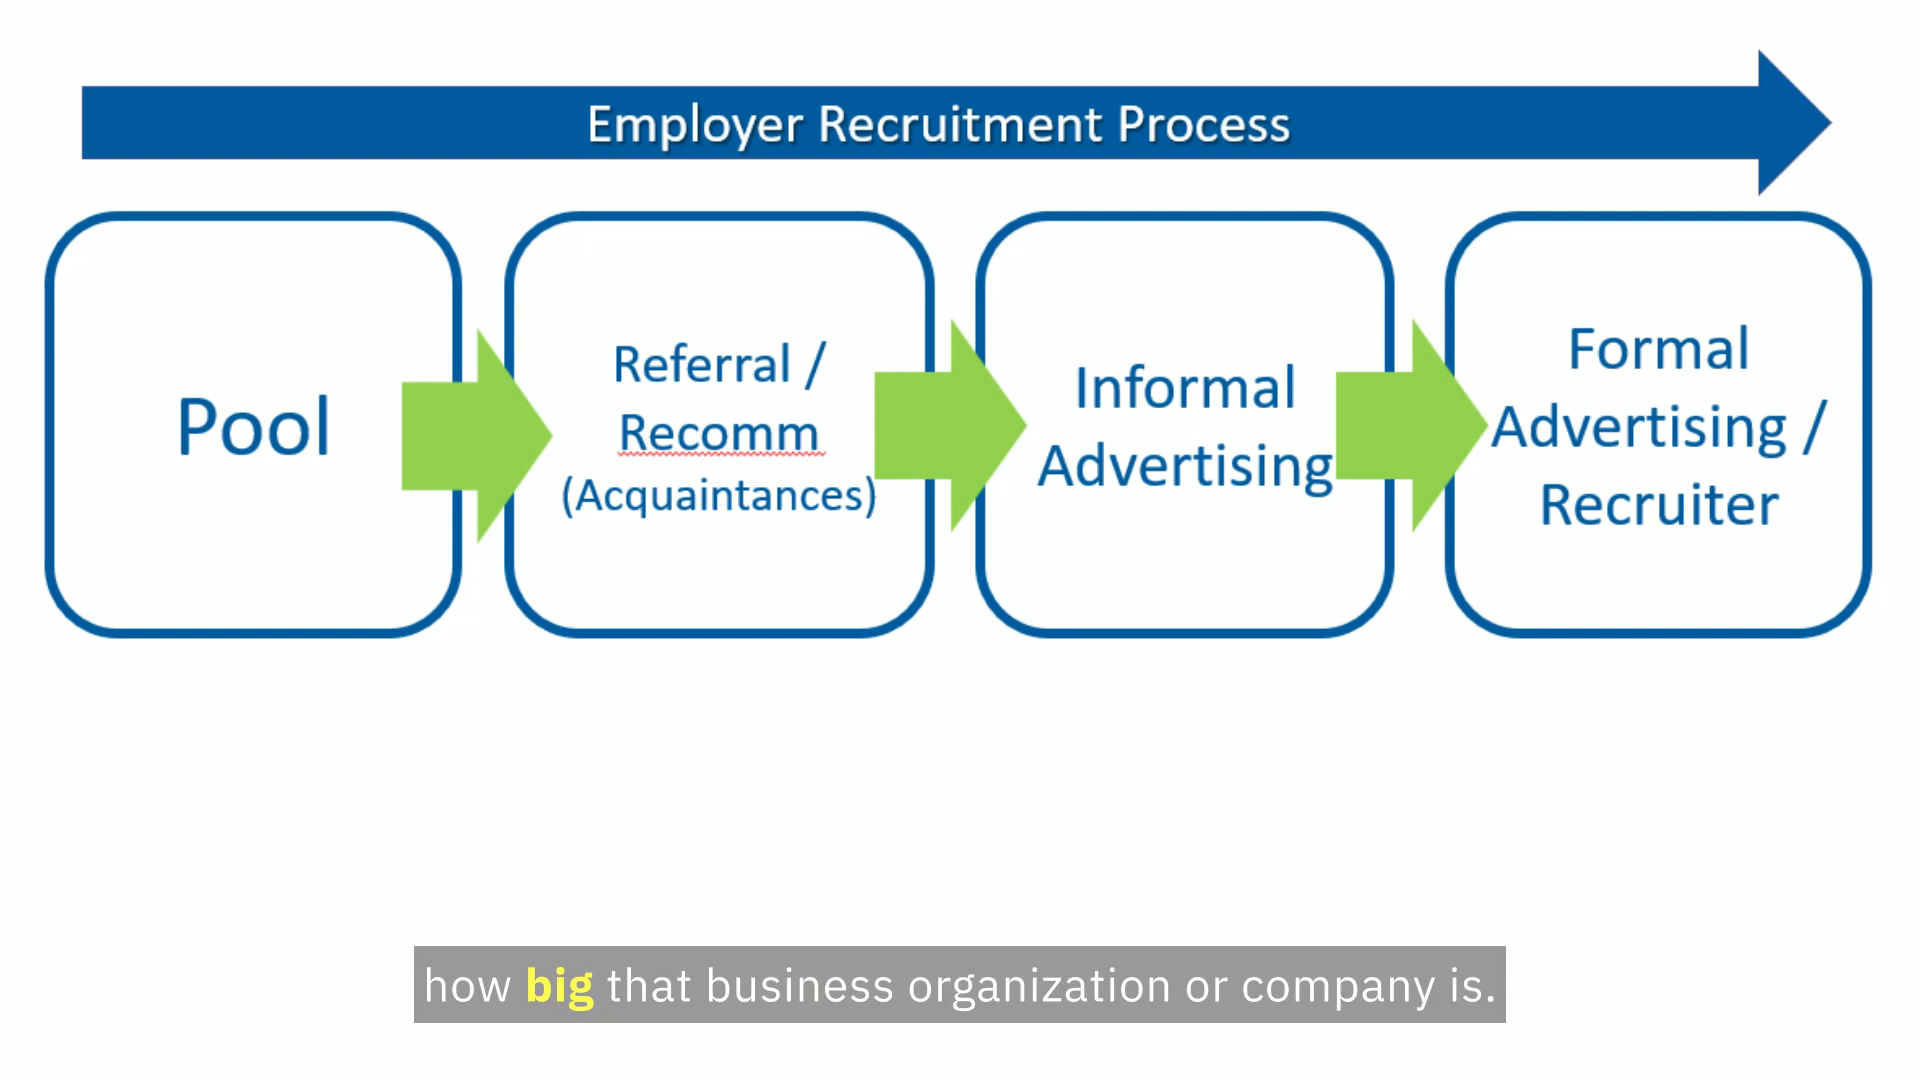 Employer Recruitment Process
Pool
Referral /
Recomm
(Acquaintances)
Informal
Advertising
Formal
Advertising /
Recruiter
how big that business organization or company is.